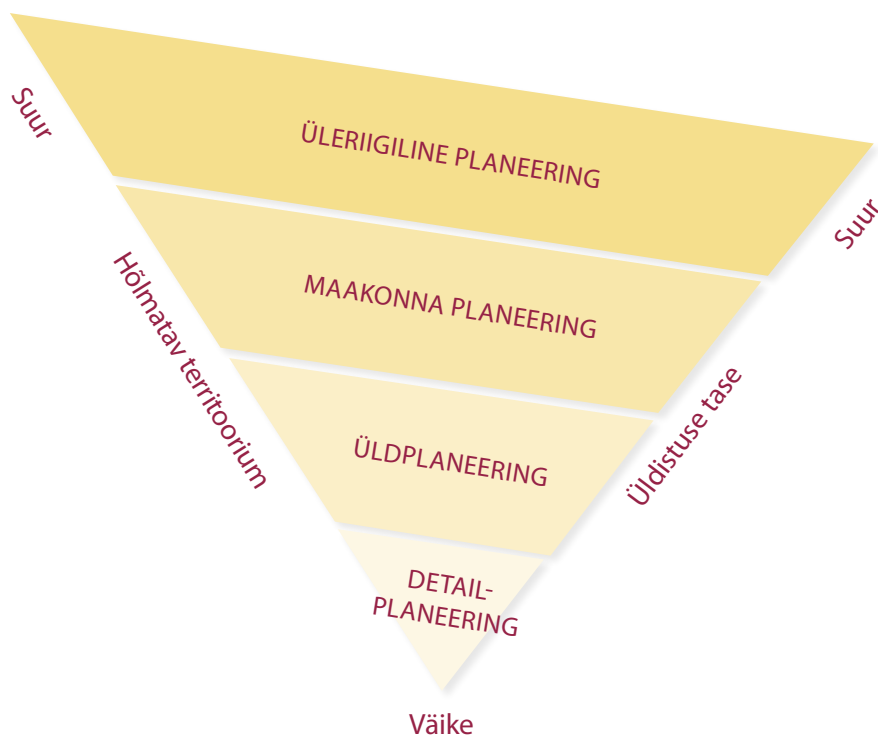 Suur
ÜLERIIGILINE PLANEERING
Suur
MAAKONNA PLANEERING
Hõlmatav territoorium
Üldistuse tase
ÜLDPLANEERING
DETAIL-
PLANEERING
Väike